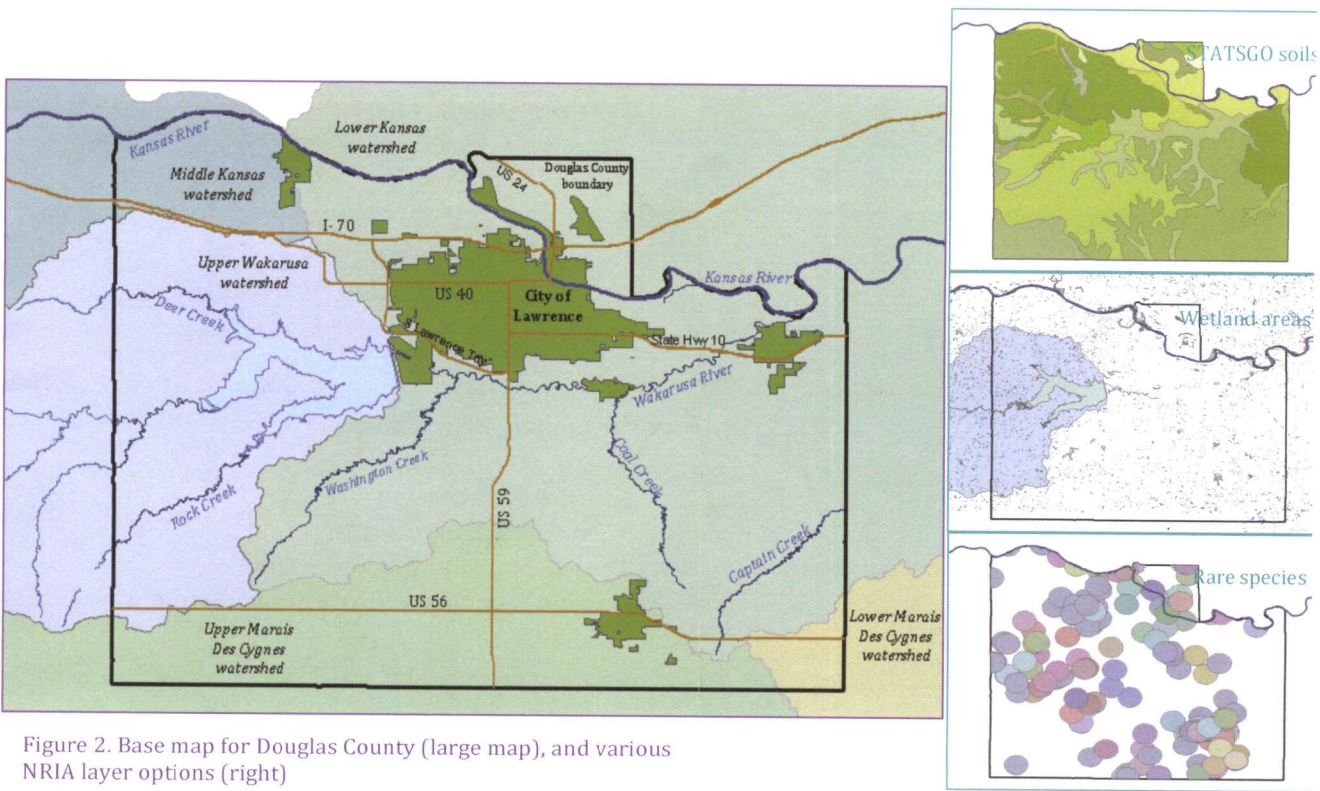 Kansas River
Lower Kansas
watershed
Middle Kansas
watershed
US 24
Douglas County
boundary
I-70
Upper Wakarusa
watershed
Kansas River
Deer Creek
US 40
City of
Lawrence
S Lawrence Trwy
State Hwy 10
Wakarusa River
Washington Creek
Coal Creek
Rock Creek
US 59
Captain Creek
US 56
Upper Marais
Des Cygnes
watershed
Lower Marais
Des Cygnes
watershed
STATSGO soils
Wetland areas
Rare species
Figure 2. Base map for Douglas County (large map), and various
NRIA layer options (right)